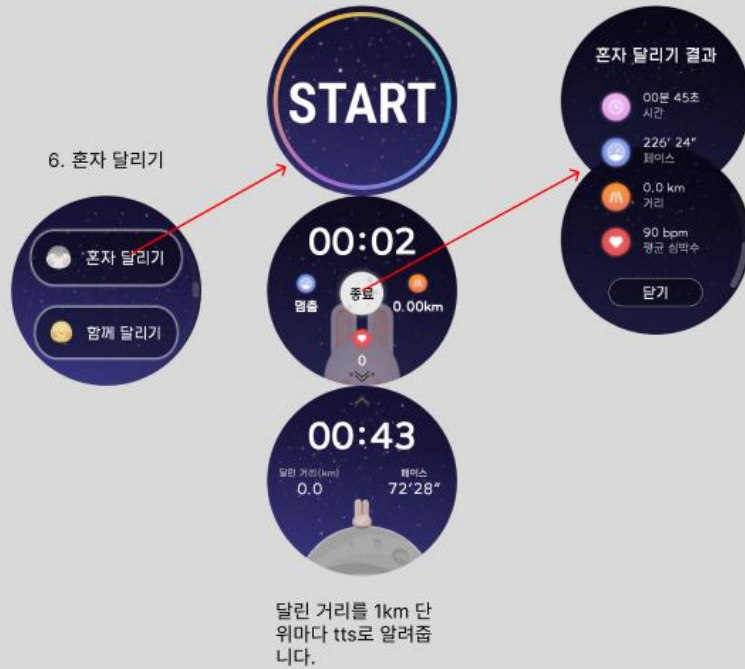 6. 혼자 달리기
혼자 달리기
함께 달리기
START
00:02
멈춤
종료
0.00km
0
00:43
달린 거리(km)
0.0
페이스
72'28"
달린 거리를 1km 단
위마다 tts로 알려줍
니다.
혼자 달리기 결과
00분 45초
시간
226' 24"
페이스
0.0 km
거리
90 bpm
평균 심박수
닫기